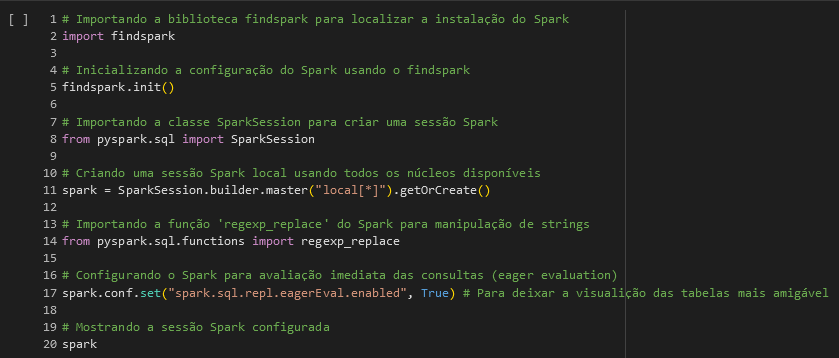 [ ] 1 # Importando a biblioteca findspark para localizar a instalação do Spark
2 import findspark
3
4 # Inicializando a configuração do Spark usando o findspark
5 findspark.init()
6
7 # Importando a classe SparkSession para criar uma sessão Spark
8 from pyspark.sql import SparkSession
9
10 # Criando uma sessão Spark local usando todos os núcleos disponíveis
11 spark = SparkSession.builder.master("local[*]").getOrCreate()
12
13 # Importando a função 'regexp_replace' do Spark para manipulação de strings
14 from pyspark.sql.functions import regexp_replace
15
16 # Configurando o Spark para avaliação imediata das consultas (eager evaluation)
17 spark.conf.set("spark.sql.repl.eagerEval.enabled", True) # Para deixar a visualição das tabelas mais amigável
18
19 # Mostrando a sessão Spark configurada
20 spark